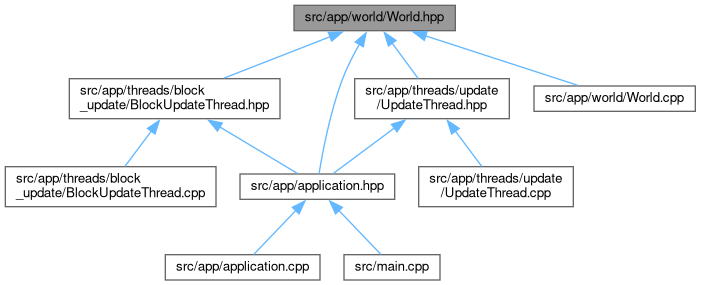 src/app/world/World.hpp
src/app/threads/block
_update/BlockUpdateThread.hpp
src/app/threads/update
/UpdateThread.hpp
src/app/world/World.cpp
src/app/threads/block
_update/BlockUpdateThread.cpp
src/app/application.hpp
src/app/threads/update
/UpdateThread.cpp
src/app/application.cpp
src/main.cpp